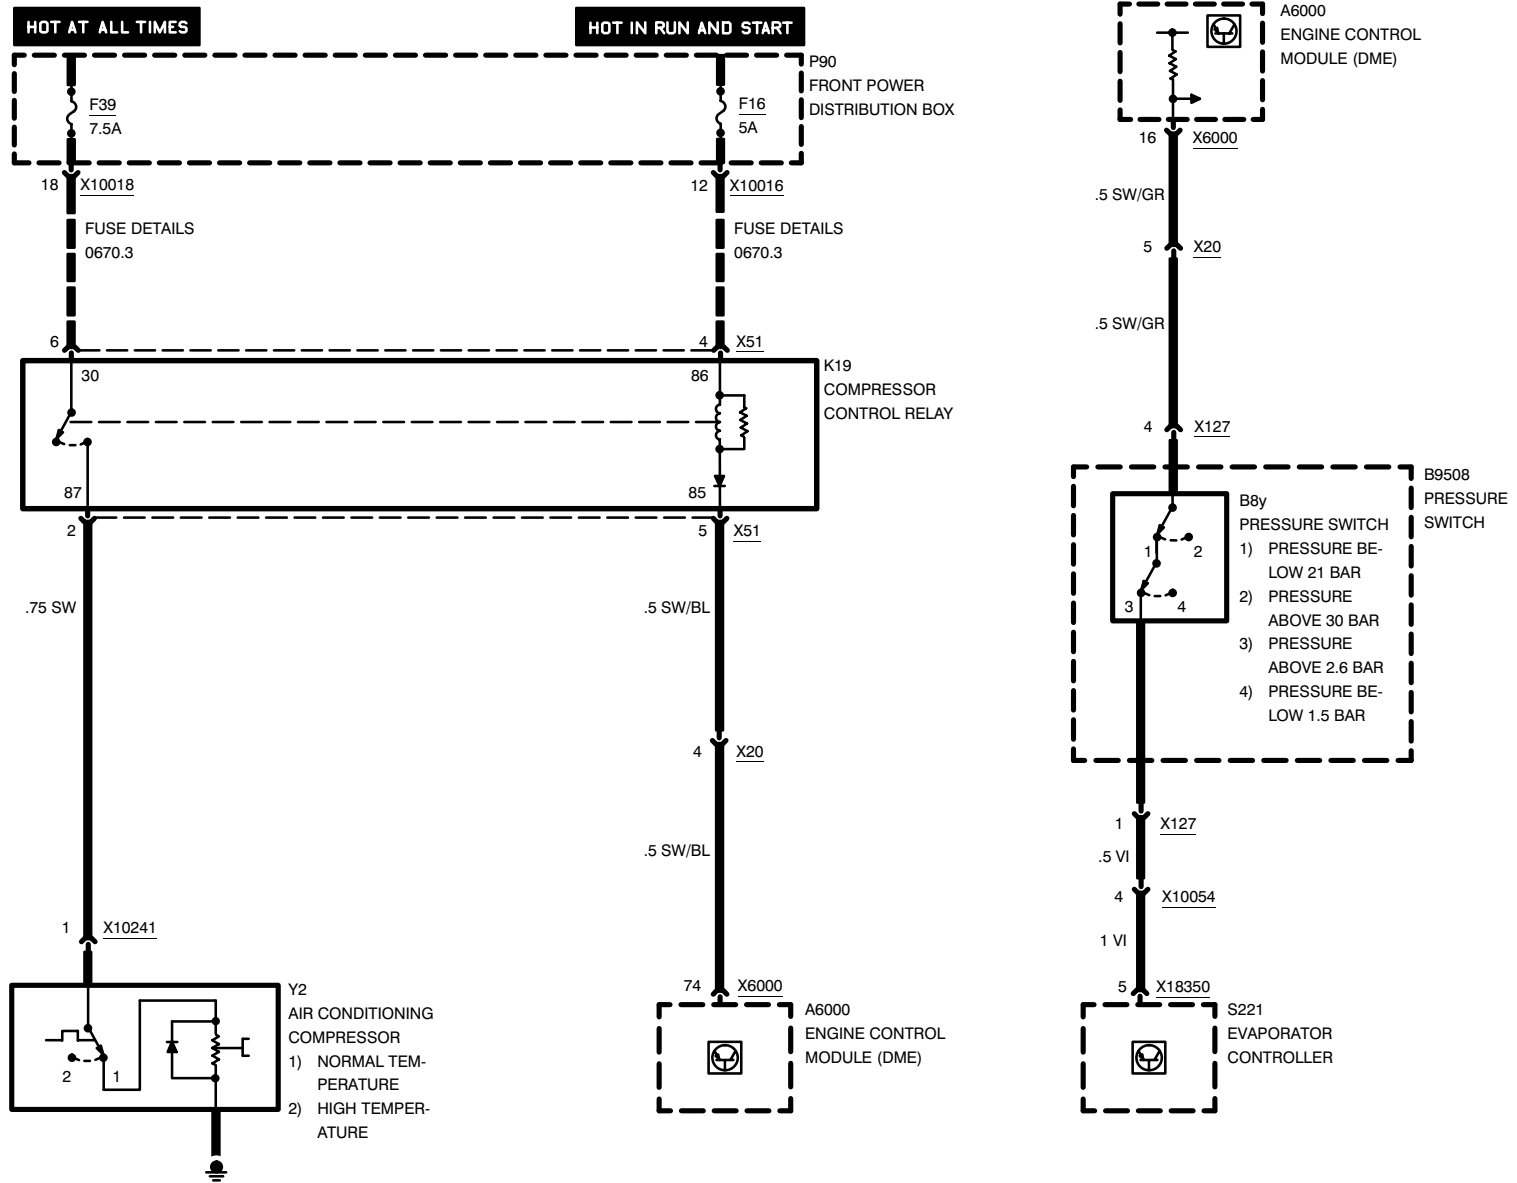 HOT AT ALL TIMES
HOT IN RUN AND START
P90
FRONT POWER
DISTRIBUTION BOX
F39
7.5A
F16
5A
18 X10018
12 X10016
FUSE DETAILS
0670.3
FUSE DETAILS
0670.3
6
4 X51
30
86
K19
COMPRESSOR
CONTROL RELAY
87
85
2
5 X51
.75 SW
.5 SW/BL
4 X20
.5 SW/BL
1 X10241
74 X6000
Y2
AIR CONDITIONING
COMPRESSOR
1) NORMAL TEM-
PERATURE
2) HIGH TEMPER-
ATURE
2
1
A6000
ENGINE CONTROL
MODULE (DME)
A6000
ENGINE CONTROL
MODULE (DME)
16 X6000
.5 SW/GR
5 X20
.5 SW/GR
4 X127
B9508
PRESSURE
SWITCH
B8y
PRESSURE SWITCH
1) PRESSURE BE-
LOW 21 BAR
2) PRESSURE
ABOVE 30 BAR
3) PRESSURE
ABOVE 2.6 BAR
4) PRESSURE BE-
LOW 1.5 BAR
1 2
3 4
1 X127
.5 VI
4 X10054
1 VI
5 X18350
S221
EVAPORATOR
CONTROLLER